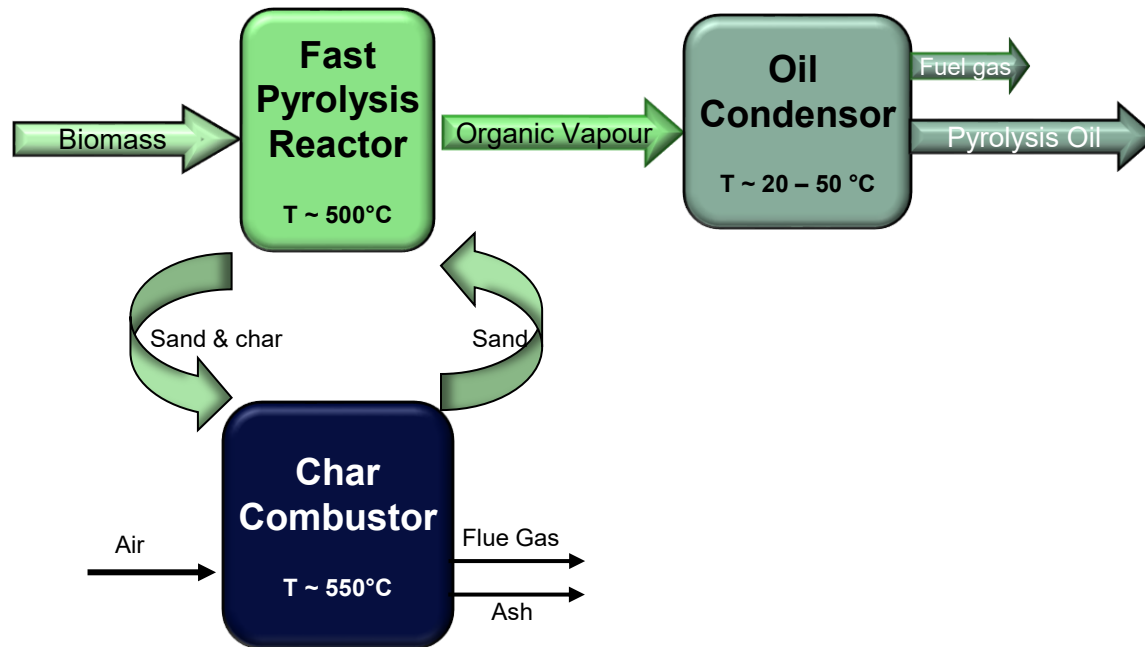 Biomass
Fast
Pyrolysis
Reactor
T ~ 500°C
Organic Vapour
Oil
Condensor
T ~ 20 – 50 °C
Fuel gas
Pyrolysis Oil
Sand & char
Sand
Char
Combustor
T ~ 550°C
Air
Flue Gas
Ash